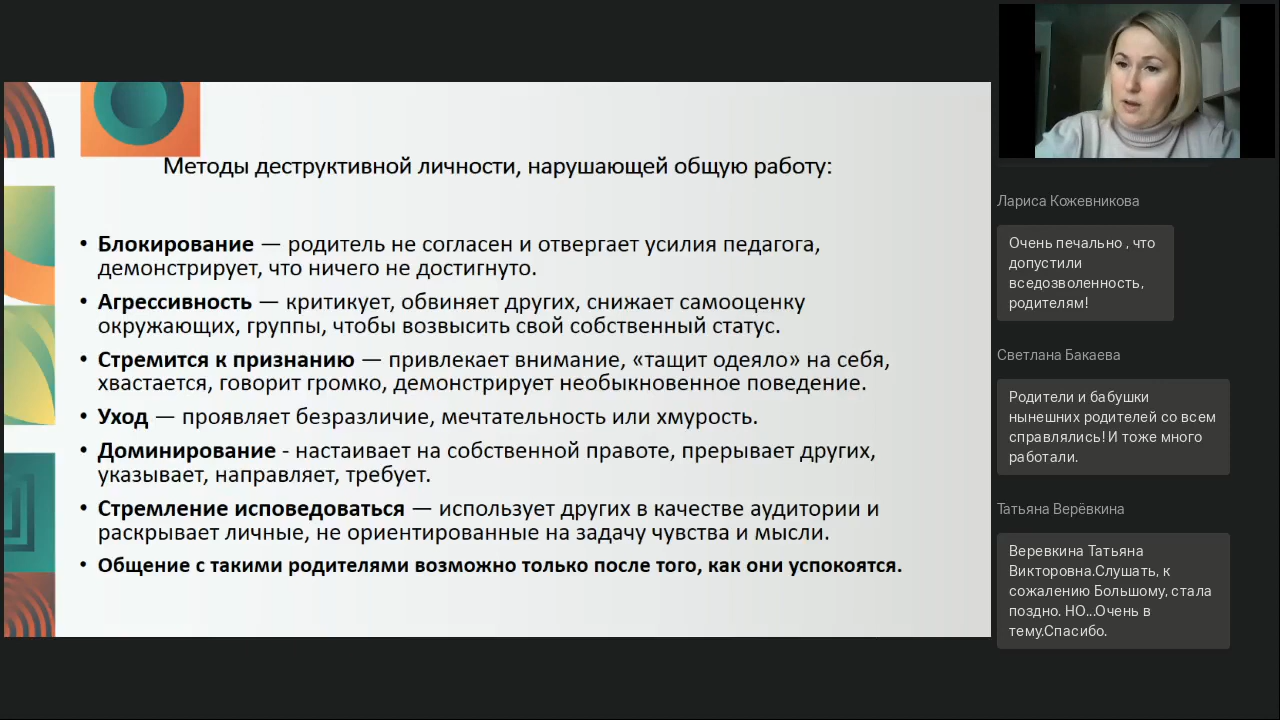 Методы деструктивной личности, нарушающей общую работу:
• Блокирование — родитель не согласен и отвергает усилия педагога,
демонстрирует, что ничего не достигнуто.
• Агрессивность — критикует, обвиняет других, снижает самооценку
окружающих, группы, чтобы возвысить свой собственный статус.
• Стремится к признанию — привлекает внимание, «тащит одеяло» на себя,
хвастается, говорит громко, демонстрирует необыкновенное поведение.
• Уход — проявляет безразличие, мечтательность или хмурость.
• Доминирование - настаивает на собственной правоте, прерывает других,
указывает, направляет, требует.
• Стремление исповедоваться — использует других в качестве аудитории и
раскрывает личные, не ориентированные на задачу чувства и мысли.
• Общение с такими родителями возможно только после того, как они успокоятся.
Лариса Кожевникова
Очень печально , что
допустили
вседозволенность,
родителям!
Светлана Бакаева
Родители и бабушки
нынешних родителей со всем
справлялись! И тоже много
работали.
Татьяна Верёвкина
Веревкина Татьяна
Викторовна.Слушать, к
сожалению Большому, стала
поздно. НО...Очень в
тему.Спасибо.